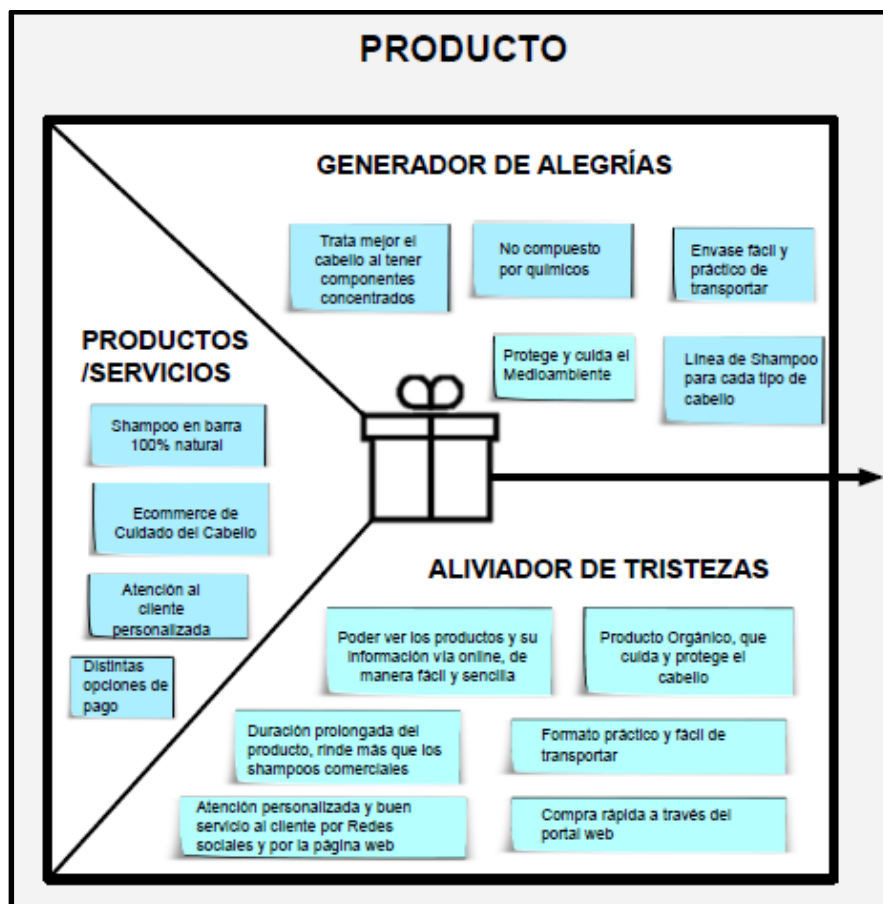 PRODUCTO
GENERADOR DE ALEGRÍAS
Trata mejor el
cabello al tener
componentes
concentrados
No compuesto
por químicos
Envase fácil y
práctico de
transportar
Protege y cuida el
Medioambiente
Línea de Shampoo
para cada tipo de
cabello
PRODUCTOS
/SERVICIOS
Shampoo en barra
100% natural
Ecommerce de
Cuidado del Cabello
Atención al
cliente
personalizada
Distintas
opciones de
pago
ALIVIADOR DE TRISTEZAS
Poder ver los productos y su
información vía online, de
manera fácil y sencilla
Producto Orgánico, que
cuida y protege el
cabello
Duración prolongada del
producto, rinde más que los
shampoos comerciales
Formato práctico y fácil de
transportar
Atención personalizada y buen
servicio al cliente por Redes
sociales y por la página web
Compra rápida a través del
portal web